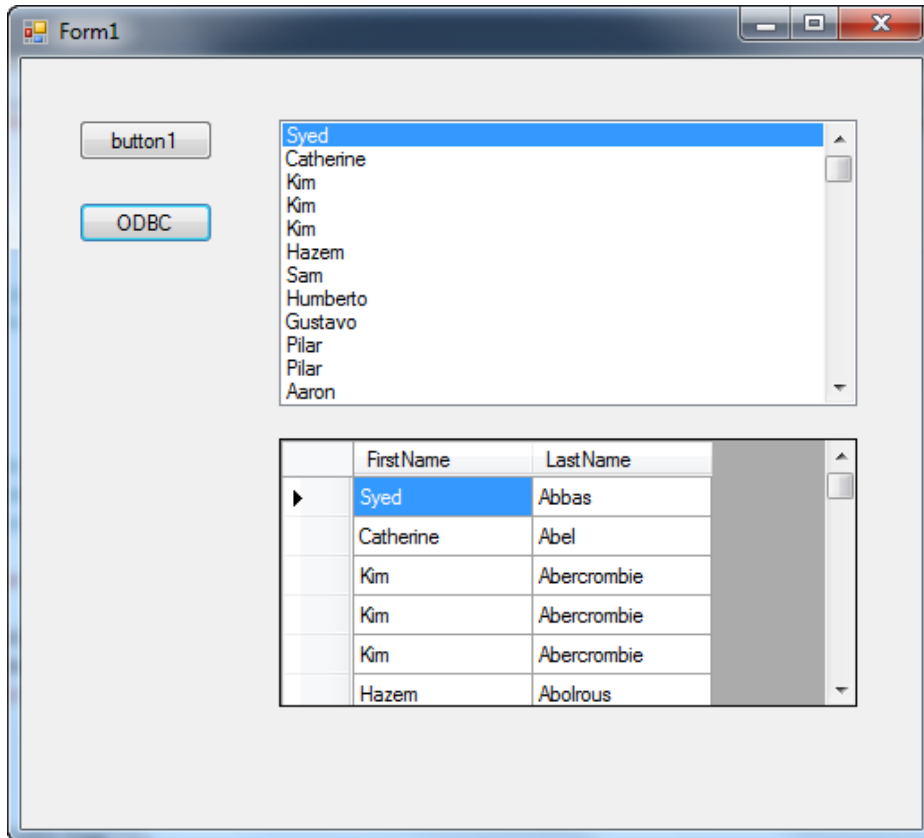 Form1
button1
ODBC
Syed
Catherine
Kim
Kim
Kim
Hazem
Sam
Humberto
Gustavo
Pilar
Pilar
Aaron
FirstName LastName
Syed Abbas
Catherine Abel
Kim Abercrombie
Kim Abercrombie
Kim Abercrombie
Hazem Abolrous